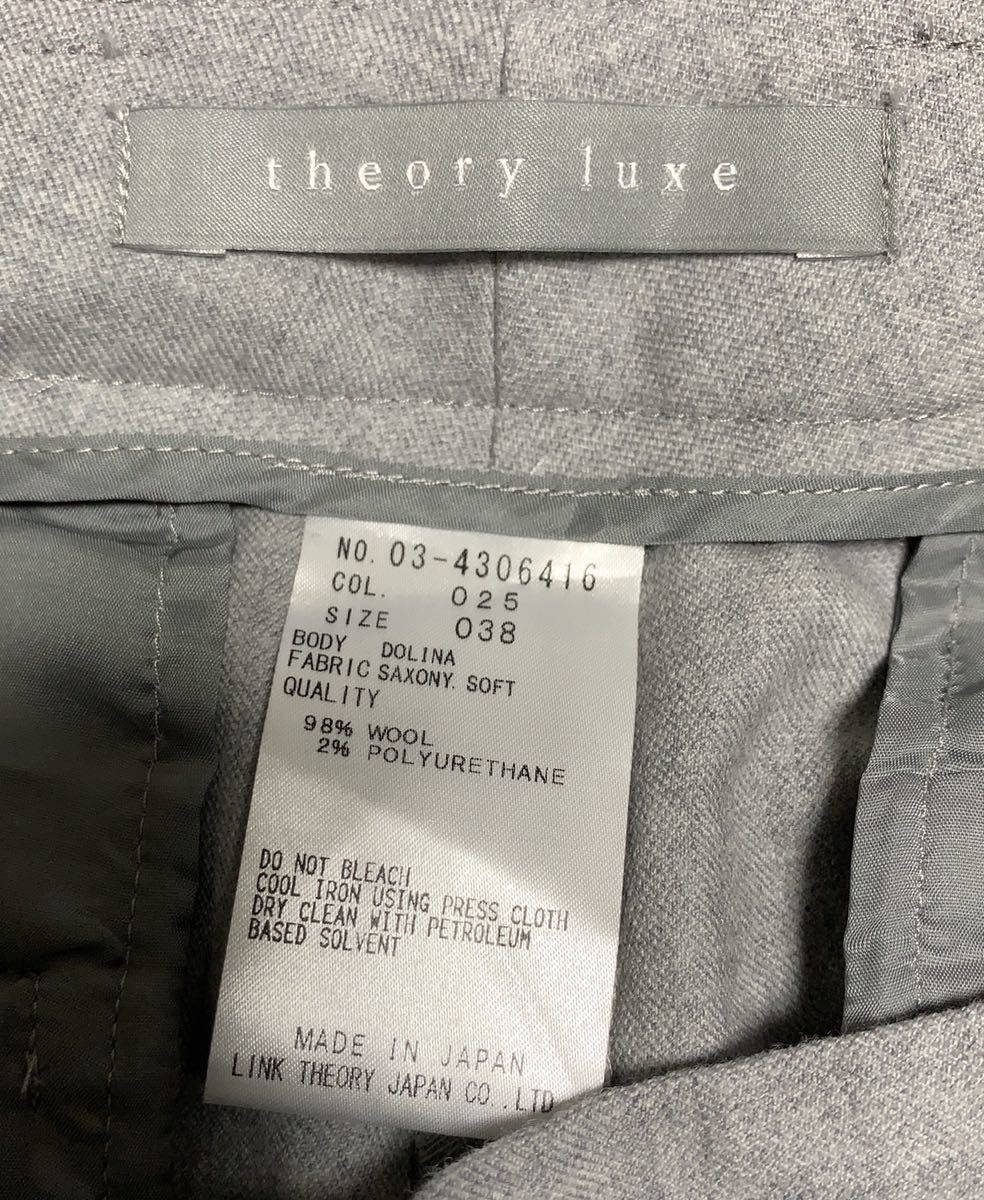 theory luxe
NO. 03-4306416
COL. 025
SIZE 038
BODY DOLINA
FABRIC SAXONY. SOFT
QUALITY
98% WOOL
2% POLYURETHANE
DO NOT BLEACH
COOL IRON USING PRESS CLOTH
DRY CLEAN WITH PETROLEUM
BASED SOLVENT
MADE IN JAPAN
LINK THEORY JAPAN CO.,LTD